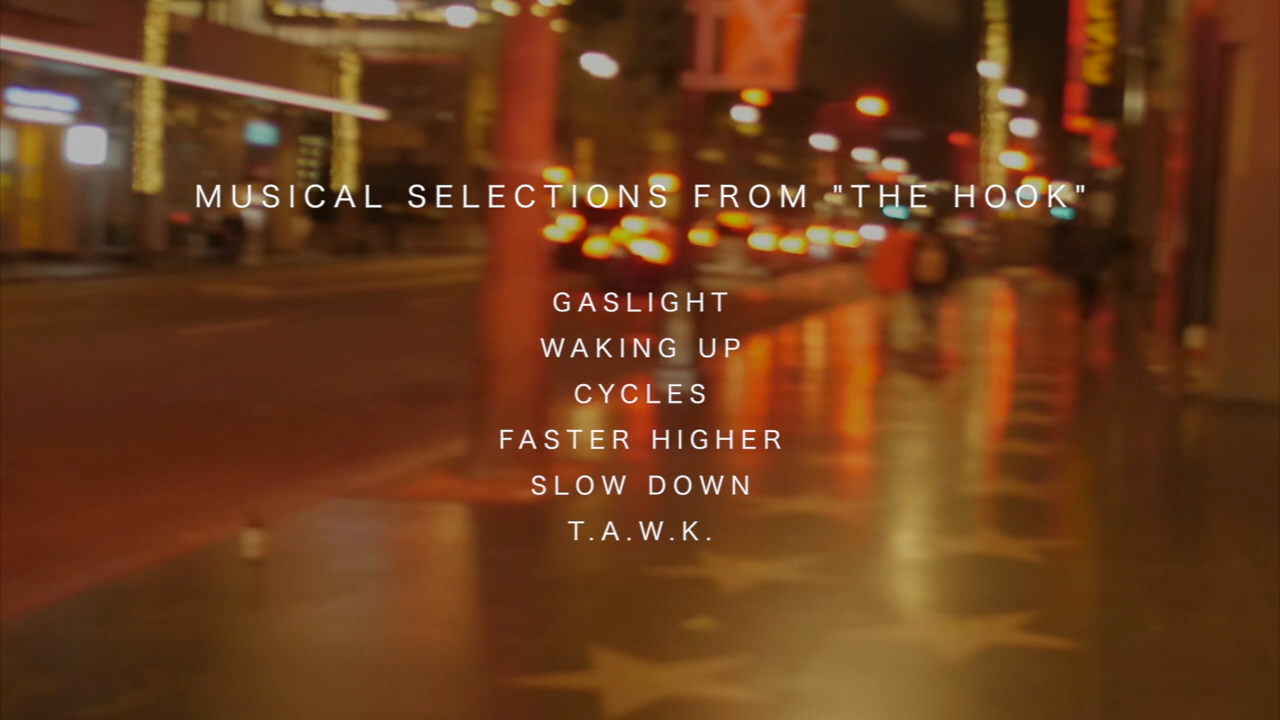 MUSICAL SELECTIONS FROM "THE HOOK"
GASLIGHT
WAKING UP
CYCLES
FASTER HIGHER
SLOW DOWN
T.A.W.K.